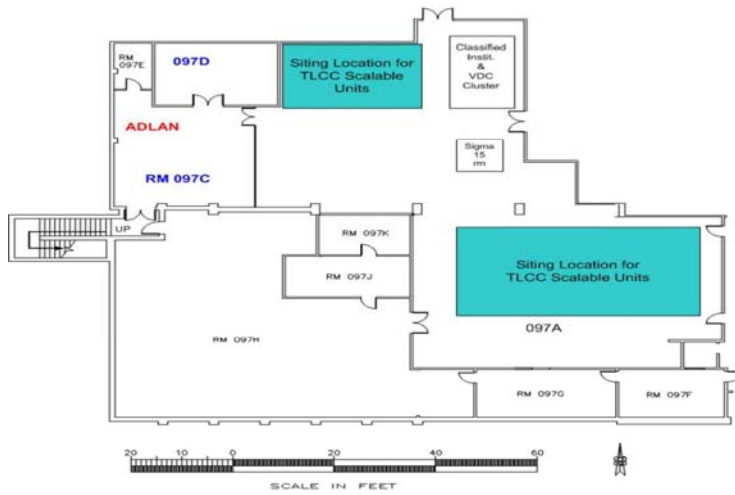 RM
097E
097D
Siting Location for
TLCC Scalable
Units
Classified
Instit.
&
VDC
Cluster
ADLAN
RM 097C
Sigma
15
rm
UP
RM 097K
RM 097J
Siting Location for
TLCC Scalable Units
097A
RM 097H
RM 097G
RM 097F
20 0 20 40 60
SCALE IN FEET